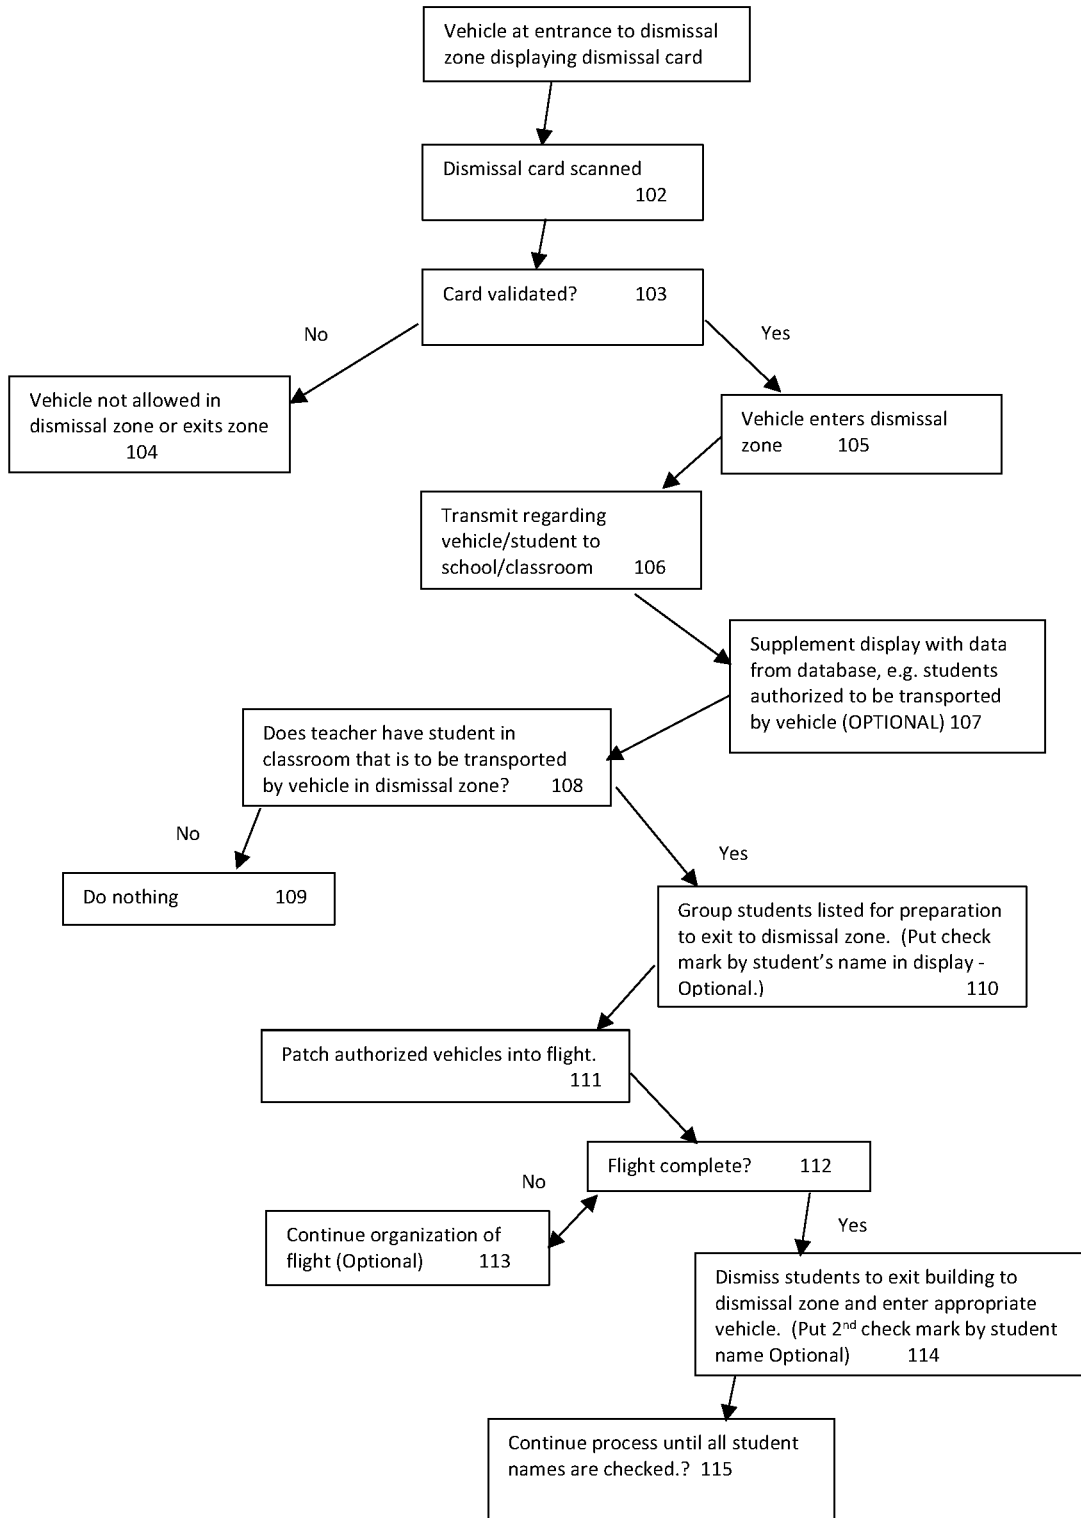 Vehicle at entrance to dismissal
zone displaying dismissal card
Dismissal card scanned
102
Card validated? 103
No
Yes
Vehicle not allowed in
dismissal zone or exits zone
104
Vehicle enters dismissal
zone 105
Transmit regarding
vehicle/student to
school/classroom 106
Supplement display with data
from database, e.g. students
authorized to be transported
by vehicle (OPTIONAL) 107
Does teacher have student in
classroom that is to be transported
by vehicle in dismissal zone? 108
No
Yes
Do nothing 109
Group students listed for preparation
to exit to dismissal zone. (Put check
mark by student's name in display -
Optional.) 110
Patch authorized vehicles into flight.
111
Flight complete? 112
No
Yes
Continue organization of
flight (Optional) 113
Dismiss students to exit building to
dismissal zone and enter appropriate
vehicle. (Put 2nd check mark by student
name Optional) 114
Continue process until all student
names are checked.? 115